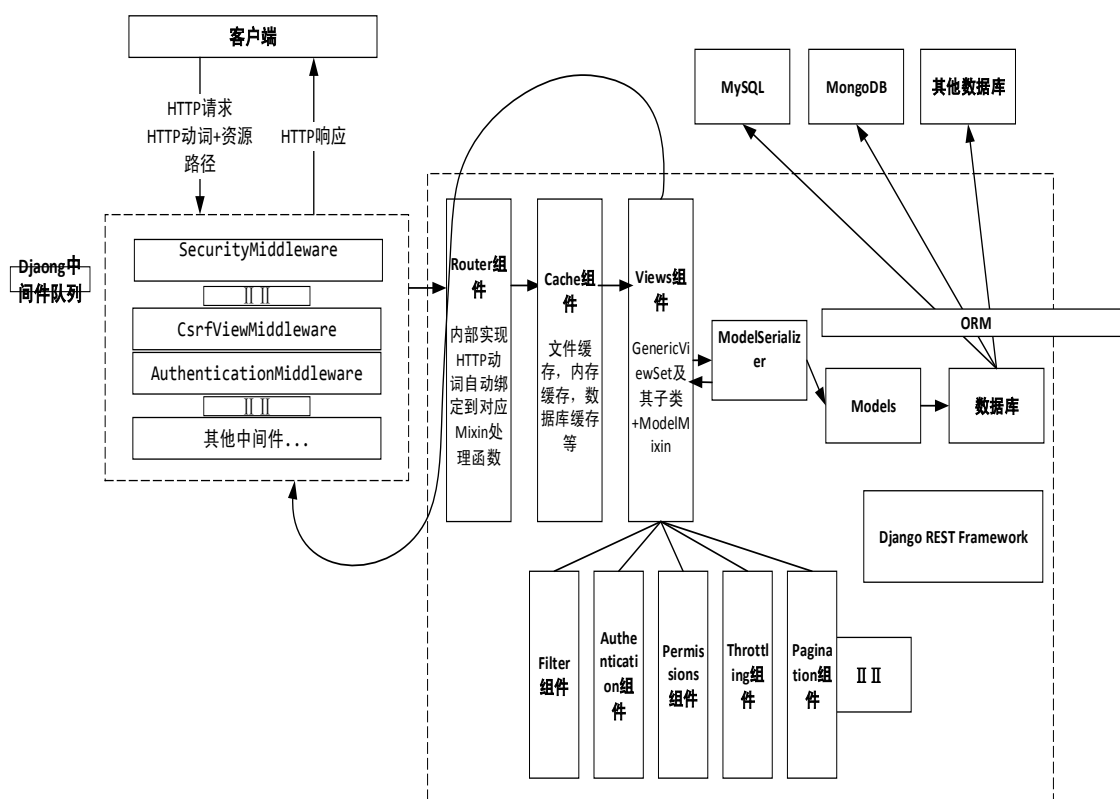 客户端
HTTP请求
HTTP动词+资源
路径
HTTP响应
MySQL
MongoDB
其他数据库
Djaong中
间件队列
SecurityMiddleware
ⅡⅡ
CsrfViewMiddleware
AuthenticationMiddleware
ⅡⅡ
其他中间件...
Router组
件
内部实现
HTTP动
词自动绑
定到对应
Mixin处
理函数
Cache组
件
文件缓
存，内存
缓存，数
据库缓存
等
Views组
件
GenericVi
ewSet及
其子类
+ModelM
ixin
ModelSerializ
er
ORM
Models
数据库
Django REST Framework
Filter
组件
Authe
nticati
on组
件
Permis
sions
组件
Throttl
ing组
件
Pagina
tion组
件
ⅡⅡ